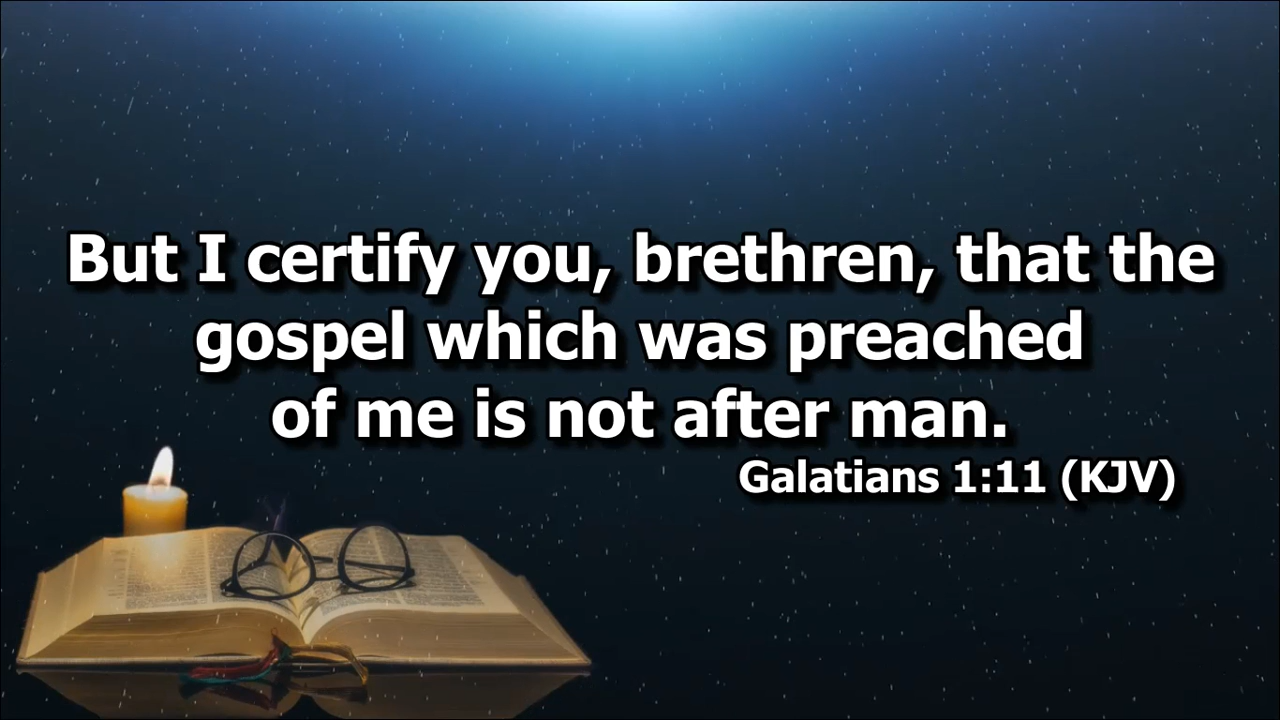 But I certify you, brethren, that the
gospel which was preached
of me is not after man.
Galatians 1:11 (KJV)